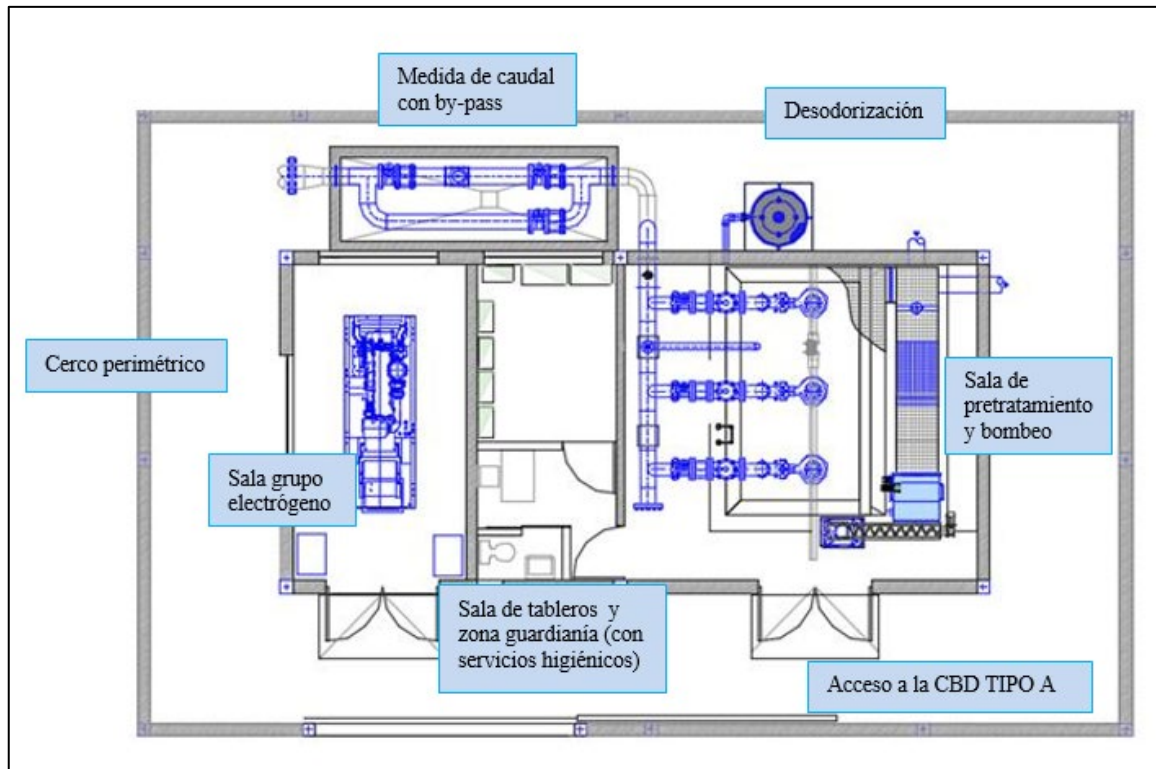 Medida de caudal
con by-pass
Desodorización
Cerco perimétrico
Sala de
pretratamiento
y bombeo
Sala grupo
electrógeno
Sala de tableros y
zona guardianía (con
servicios higiénicos)
Acceso a la CBD TIPO A